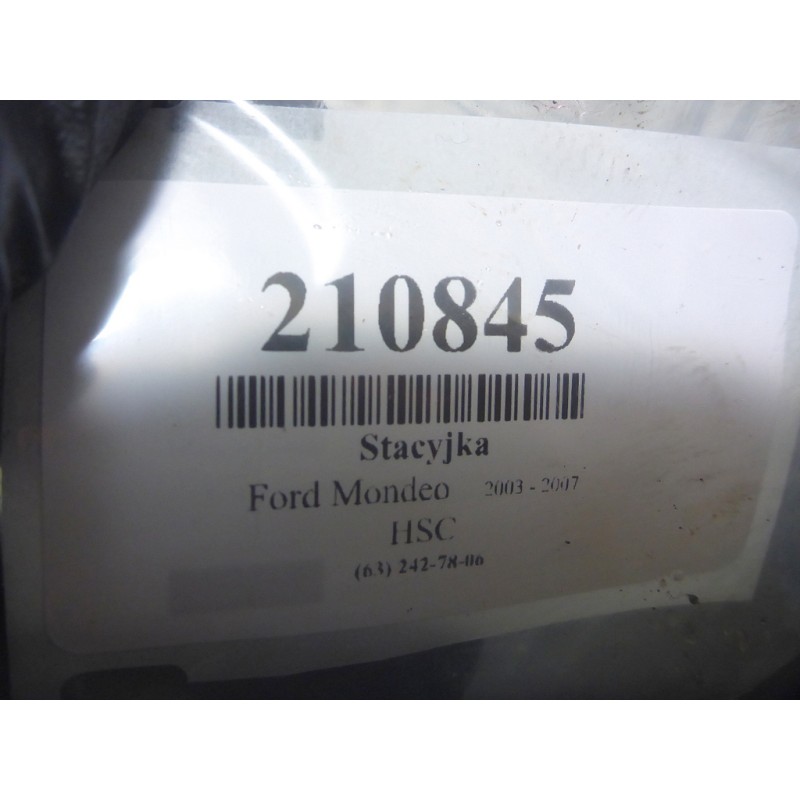 210845
Stacyjka
Ford Mondeo 2003 - 2007
HSC
(63) 242-78-06